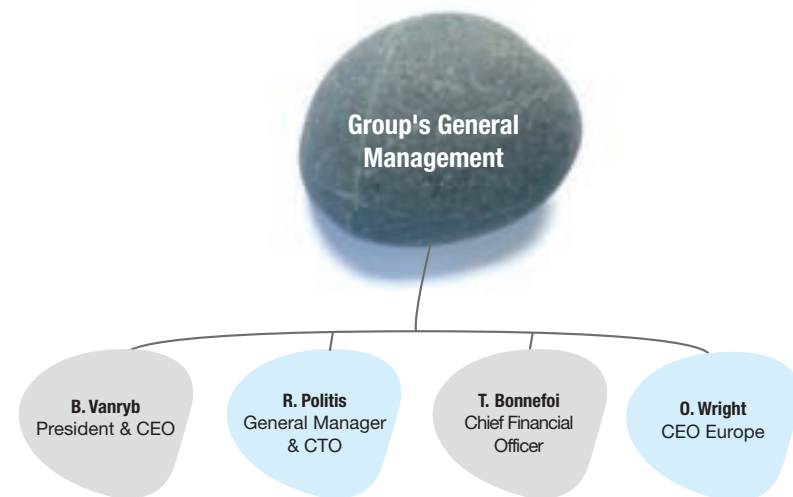 Group's General
Management
B. Vanryb
President & CEO
R. Politis
General Manager
& CTO
T. Bonnefoi
Chief Financial
Officer
O. Wright
CEO Europe